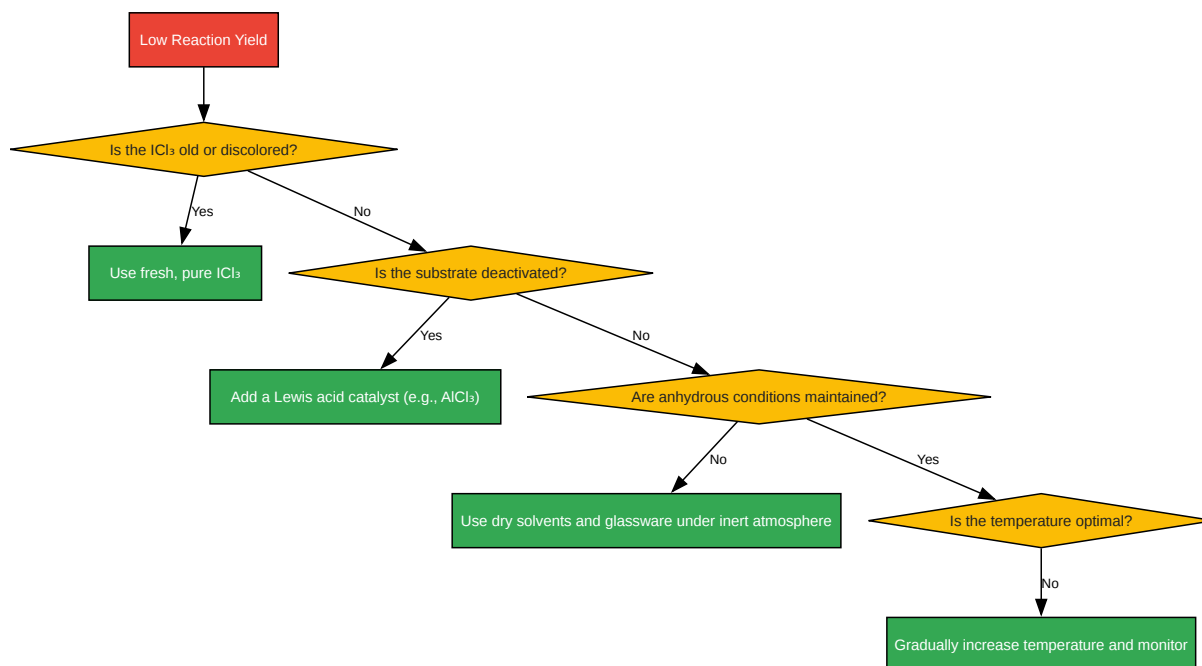 Low Reaction Yield
Is the ICl₃ old or discolored?
Yes
No
Use fresh, pure ICl₃
Is the substrate deactivated?
Yes
No
Add a Lewis acid catalyst (e.g., AlCl₃)
Are anhydrous conditions maintained?
No
Yes
Use dry solvents and glassware under inert atmosphere
Is the temperature optimal?
No
Gradually increase temperature and monitor